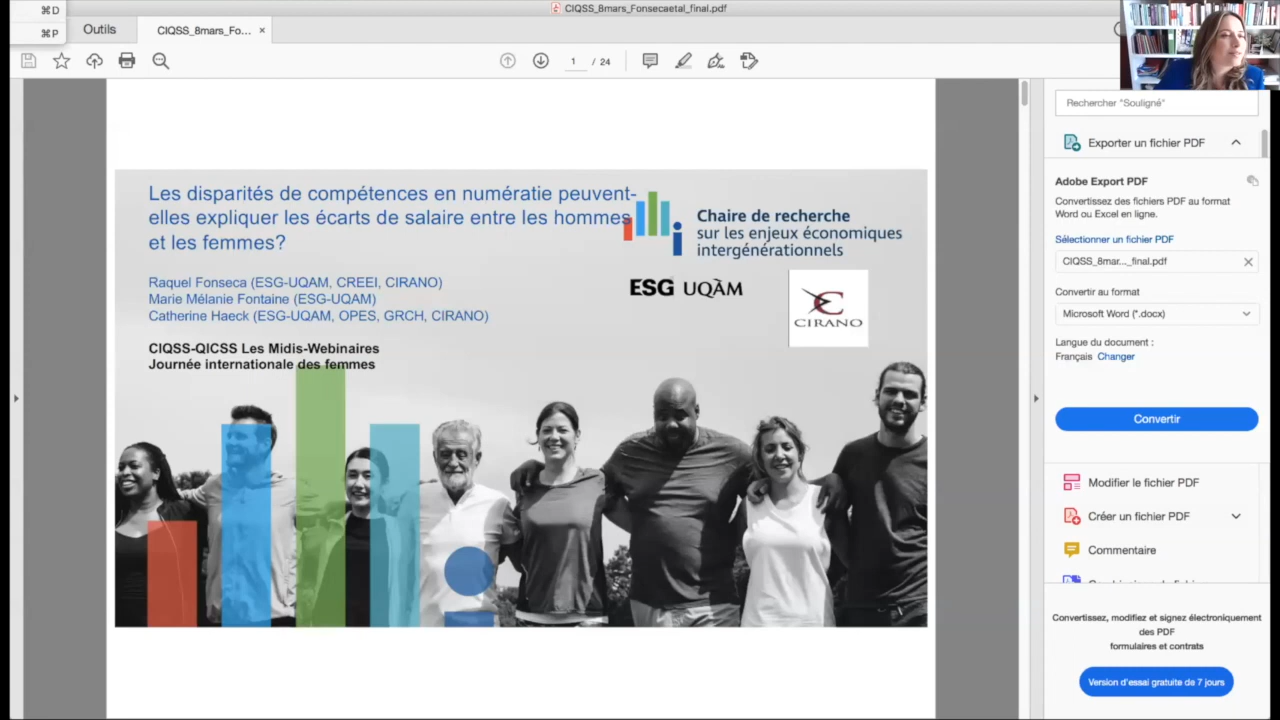 ⌘D
CIQSS_8mars_Fonsecaetal_final.pdf
⌘P
Outils
CIQSS_8mars_Fo... ×
1 / 24
Rechercher "Souligné"
Exporter un fichier PDF
Adobe Export PDF
Convertissez des fichiers PDF au format
Word ou Excel en ligne.
Sélectionner un fichier PDF
CIQSS_8mar..._final.pdf
Convertir au format
Microsoft Word (*.docx)
Langue du document :
Français Changer
Convertir
Modifier le fichier PDF
Créer un fichier PDF
Commentaire
Convertissez, modifiez et signez électroniquement
des PDF
formulaires et contrats
Version d'essai gratuite de 7 jours
Les disparités de compétences en numératie peuvent-
elles expliquer les écarts de salaire entre les hommes
et les femmes?
Chaire de recherche
sur les enjeux économiques
intergénérationnels
Raquel Fonseca (ESG-UQAM, CREEI, CIRANO)
Marie Mélanie Fontaine (ESG-UQAM)
Catherine Haeck (ESG-UQAM, OPES, GRCH, CIRANO)
ESG UQÀM
CIRANO
CIQSS-QICSS Les Midis-Webinaires
Journée internationale des femmes